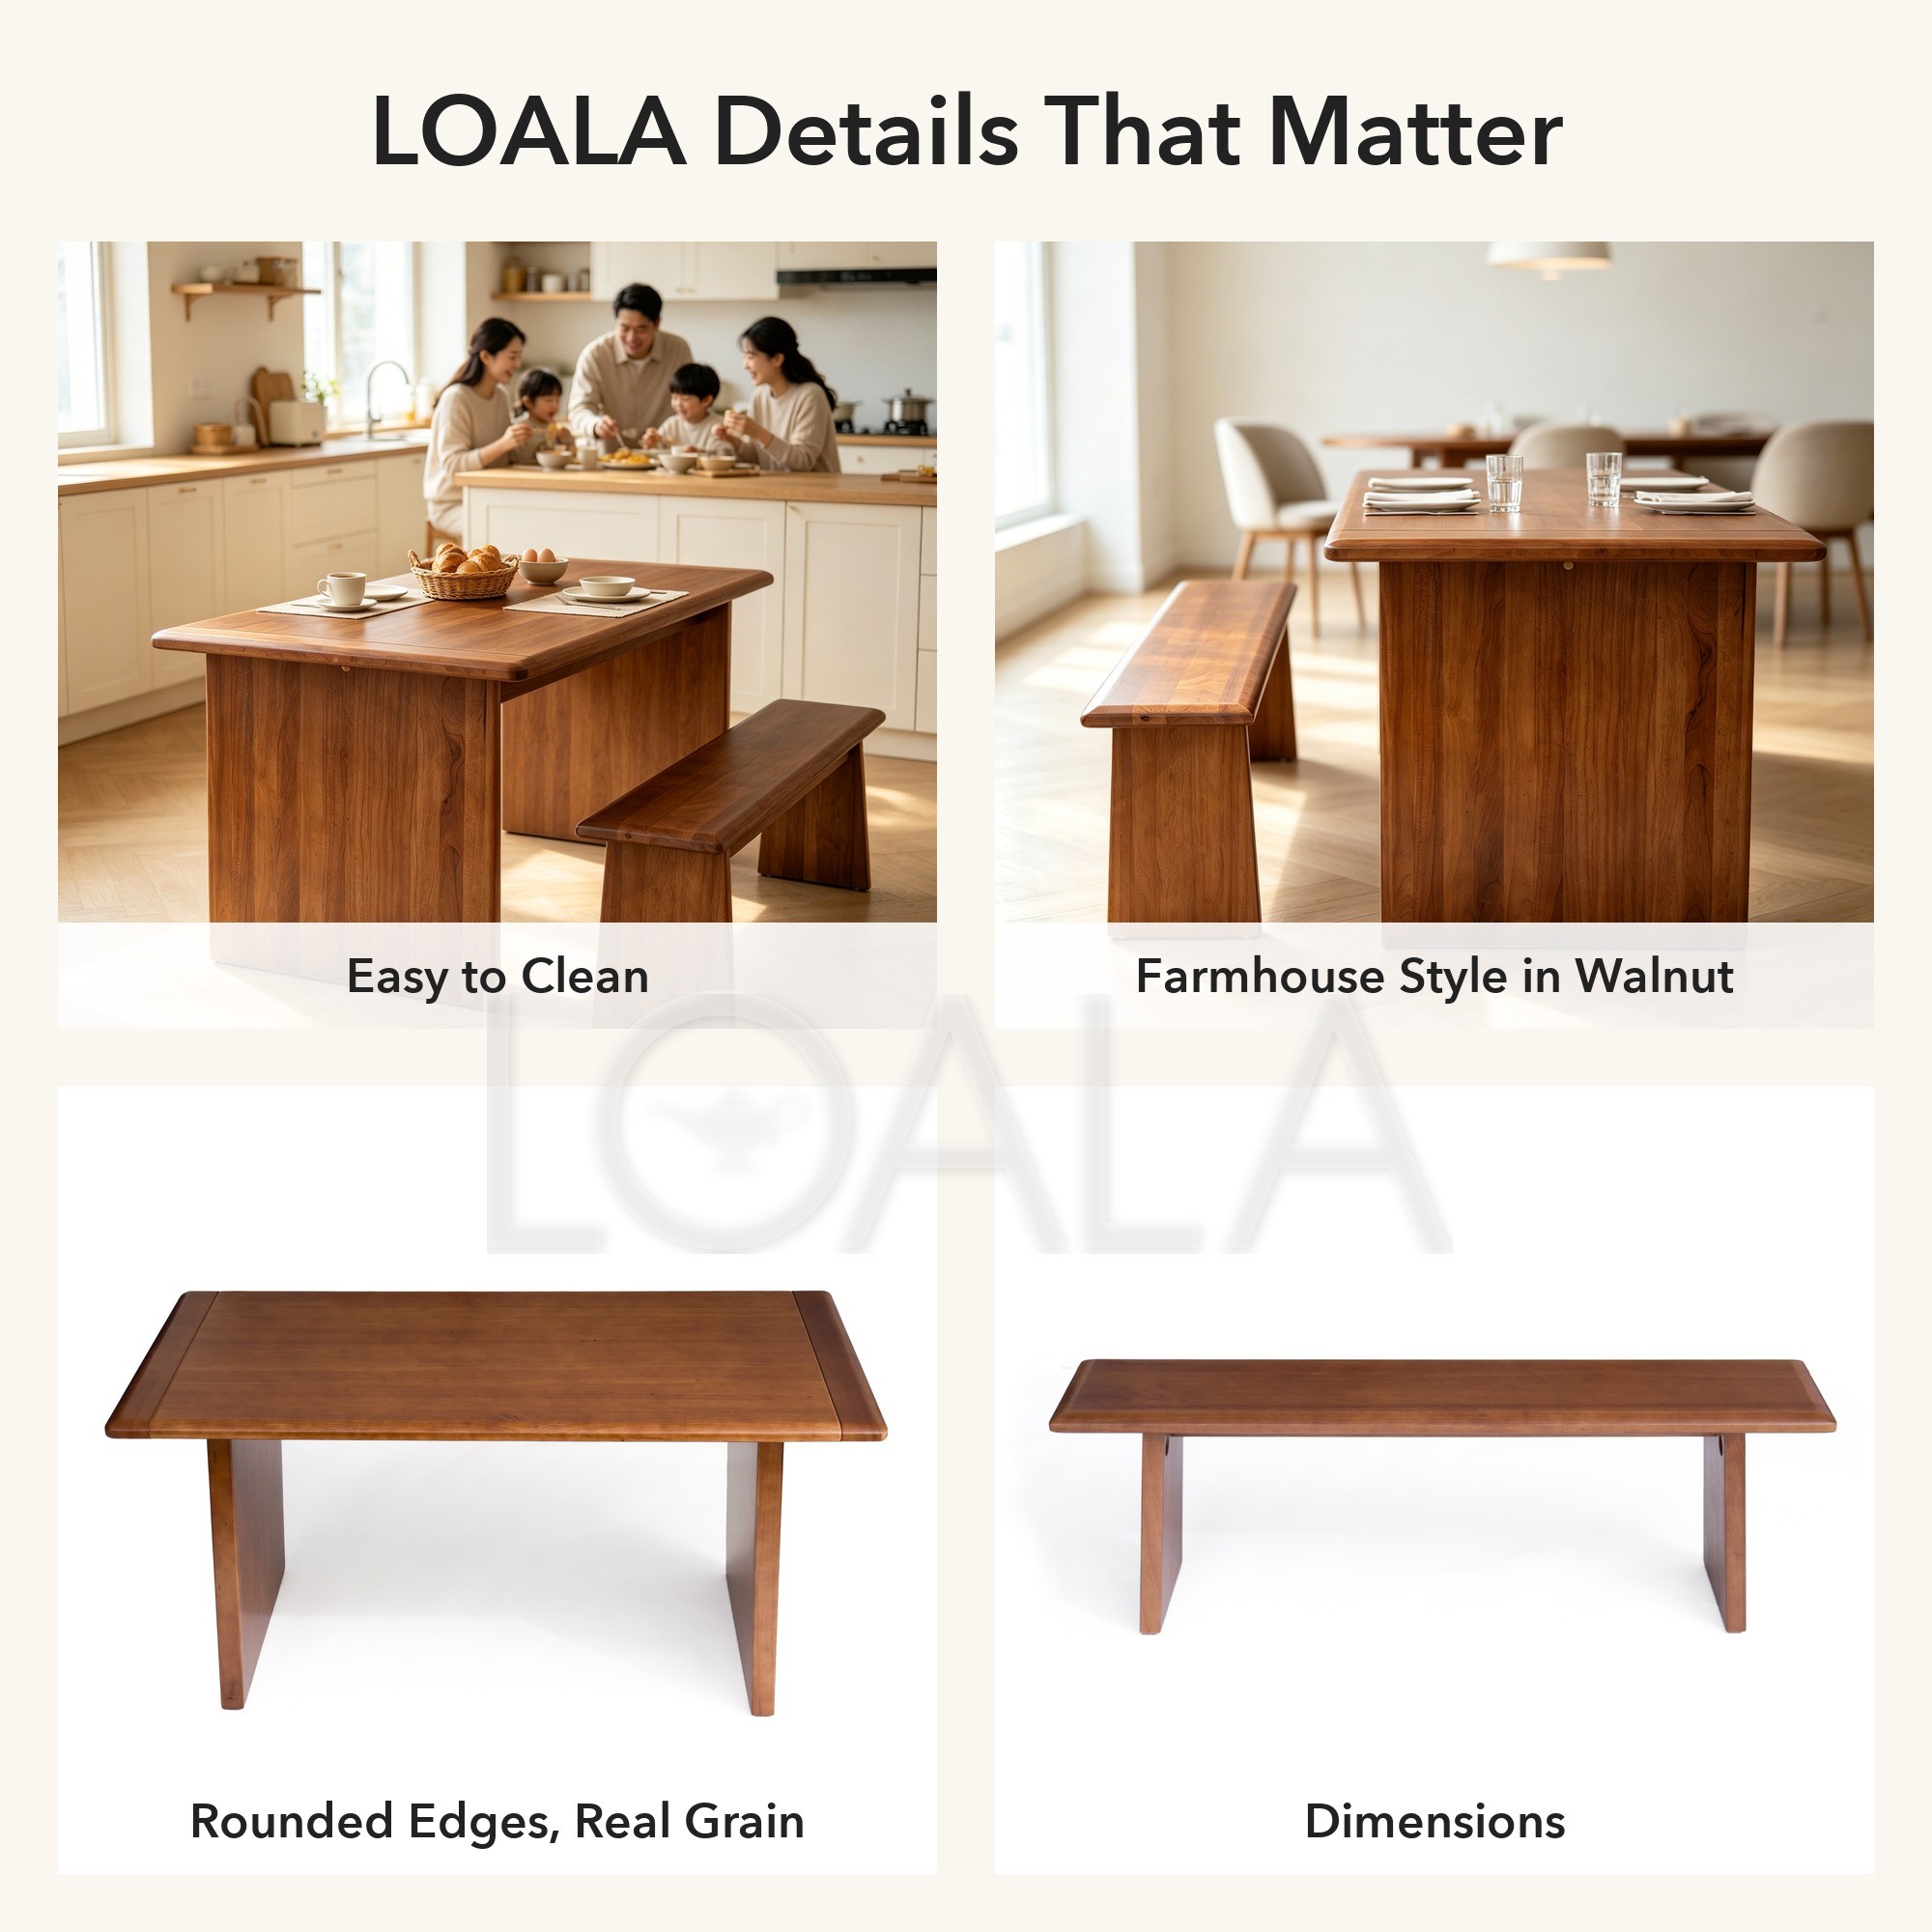 LOALA Details That Matter
Easy to Clean
Farmhouse Style in Walnut
LOALA
Rounded Edges, Real Grain
Dimensions